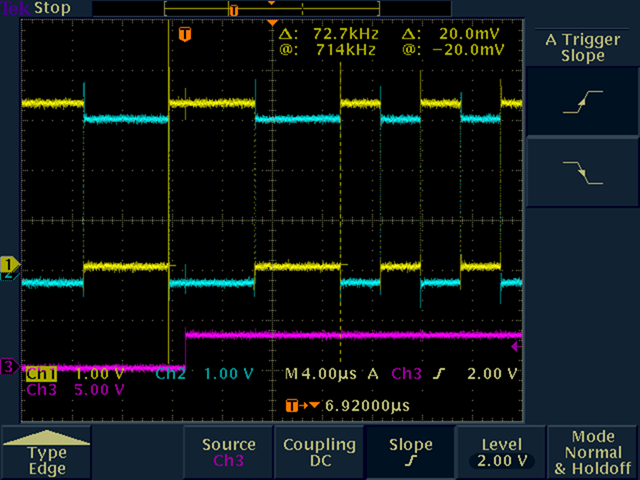 Tek Stop
T
T
Δ: 72.7kHz Δ: 20.0mV
@: 714kHz @: −20.0mV
A Trigger
Slope
1
2
3
Ch1 1.00 V Ch2 1.00 V M 4.00µs A Ch3 2.00 V
Ch3 5.00 V
T 6.92000µs
Type
Edge
Source
Ch3
Coupling
DC
Slope
Level
2.00 V
Mode
Normal
& Holdoff